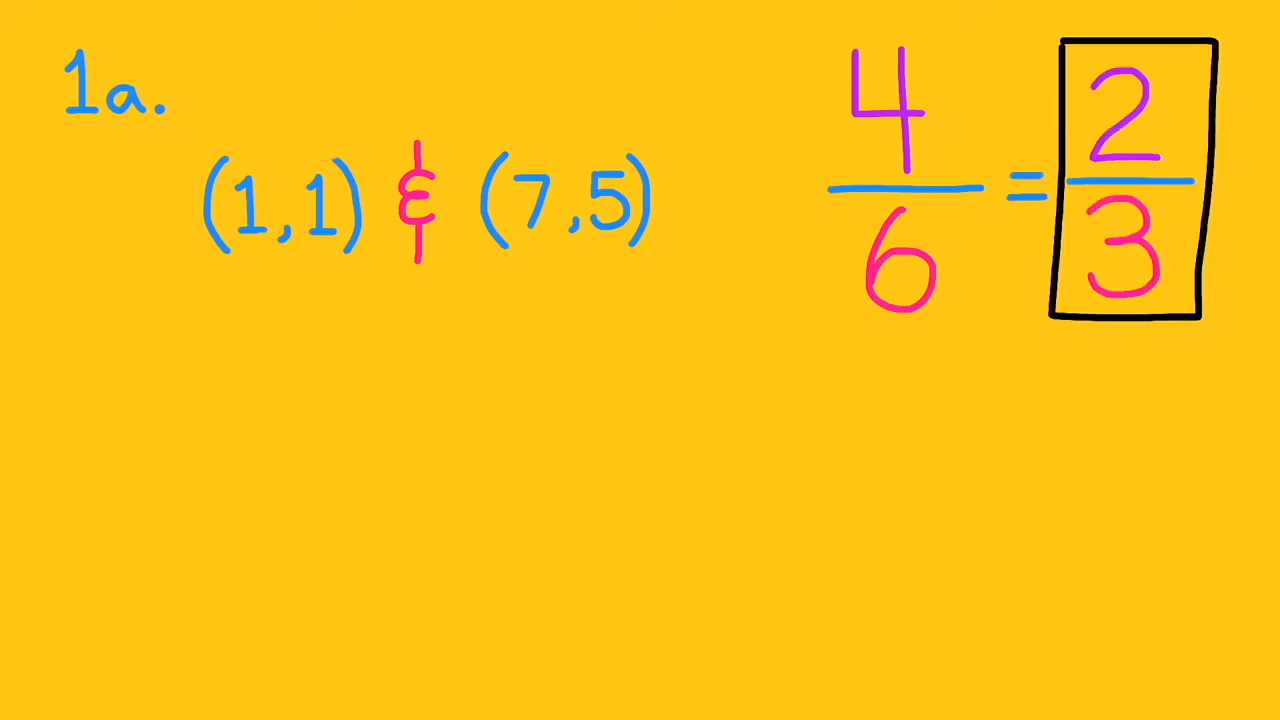 1a.
(1,1) & (7,5)
4/6 = 2/3